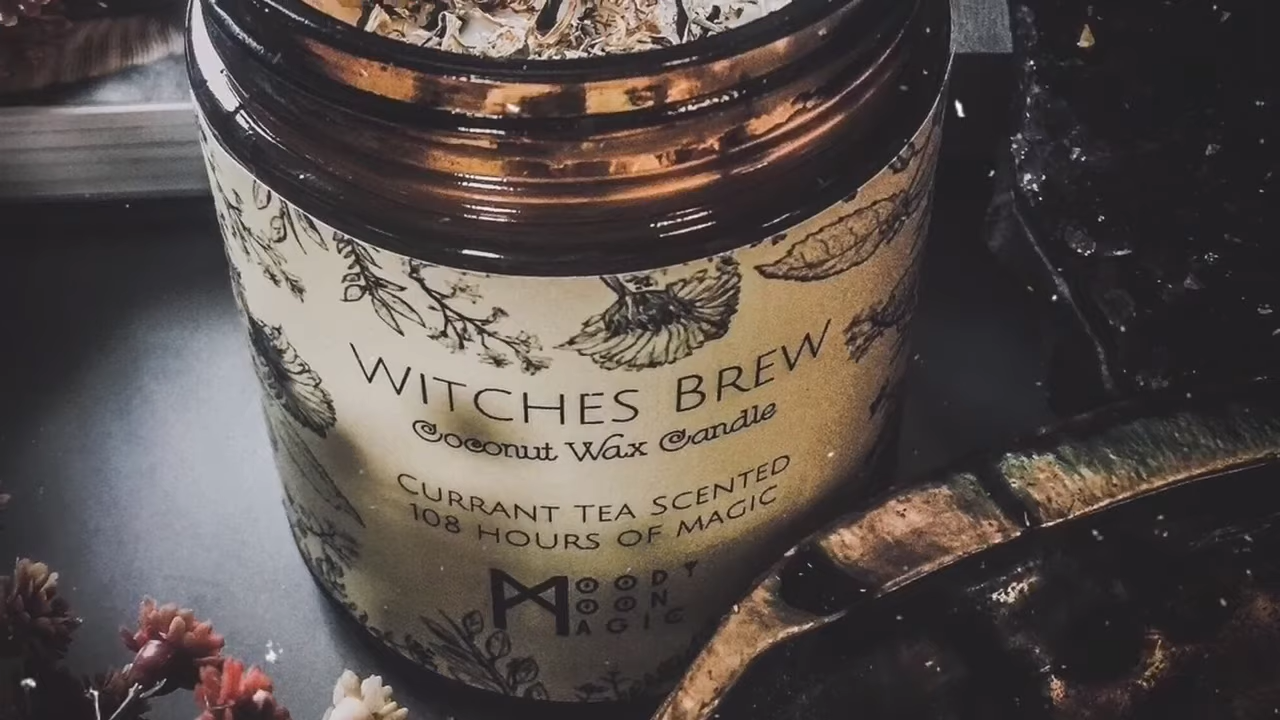 WITCHES BREW
Coconut Wax Candle
CURRANT TEA SCENTED
108 HOURS OF MAGIC
MOODY
MOON
MAGIC